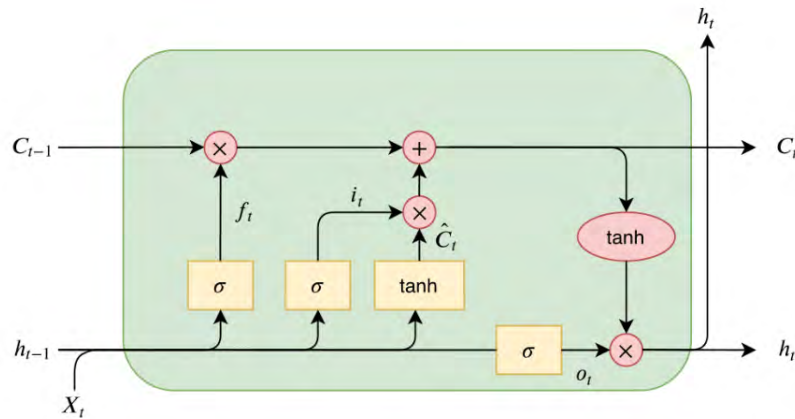 h_t
C_{t-1} × + C_t
f_t i_t ×
Ĉ_t tanh
σ σ tanh
h_{t-1} σ × h_t
o_t
X_t